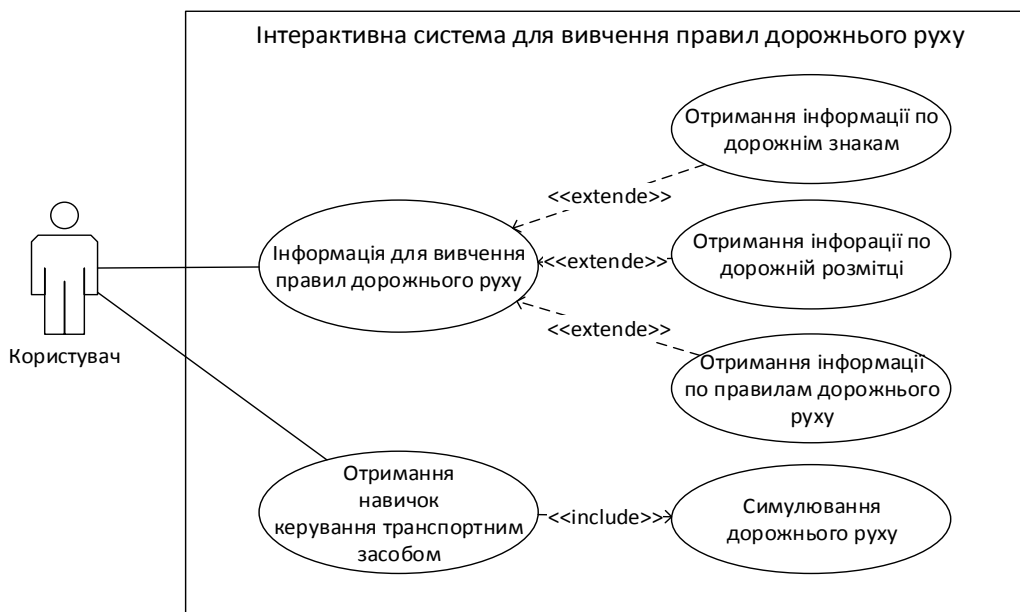 Інтерактивна система для вивчення правил дорожнього руху
Отримання інформації по
дорожнім знакам
<<extende>>
Інформація для вивчення
правил дорожнього руху
<<extende>>
Отримання інфорації по
дорожній розмітці
<<extende>>
Отримання інформації
по правилам дорожнього
руху
Користувач
Отримання
навичок
керування транспортним
засобом
<<include>>
Симулювання
дорожнього руху